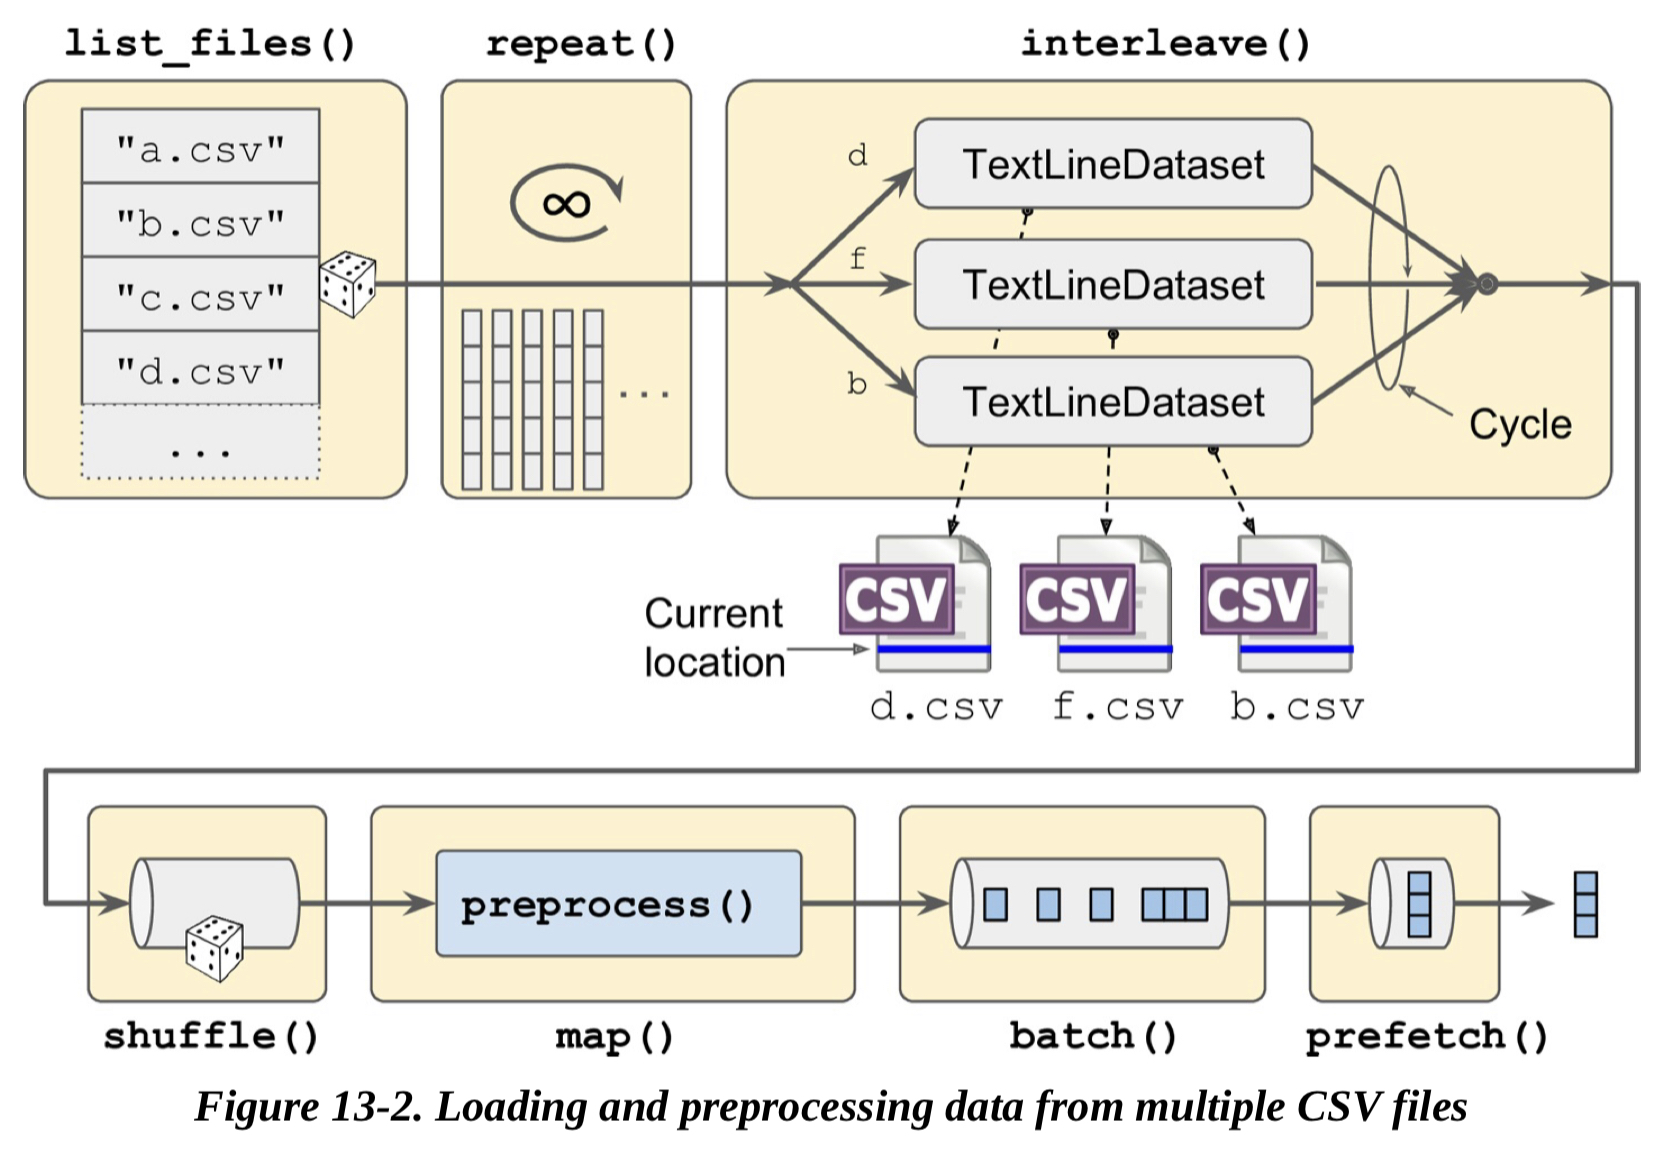 list_files()
repeat()
interleave()
"a.csv"
"b.csv"
"c.csv"
"d.csv"
...
∞
...
d
f
b
TextLineDataset
TextLineDataset
TextLineDataset
Cycle
Current
location
CSV
CSV
CSV
d.csv
f.csv
b.csv
preprocess()
shuffle()
map()
batch()
prefetch()
Figure 13-2. Loading and preprocessing data from multiple CSV files